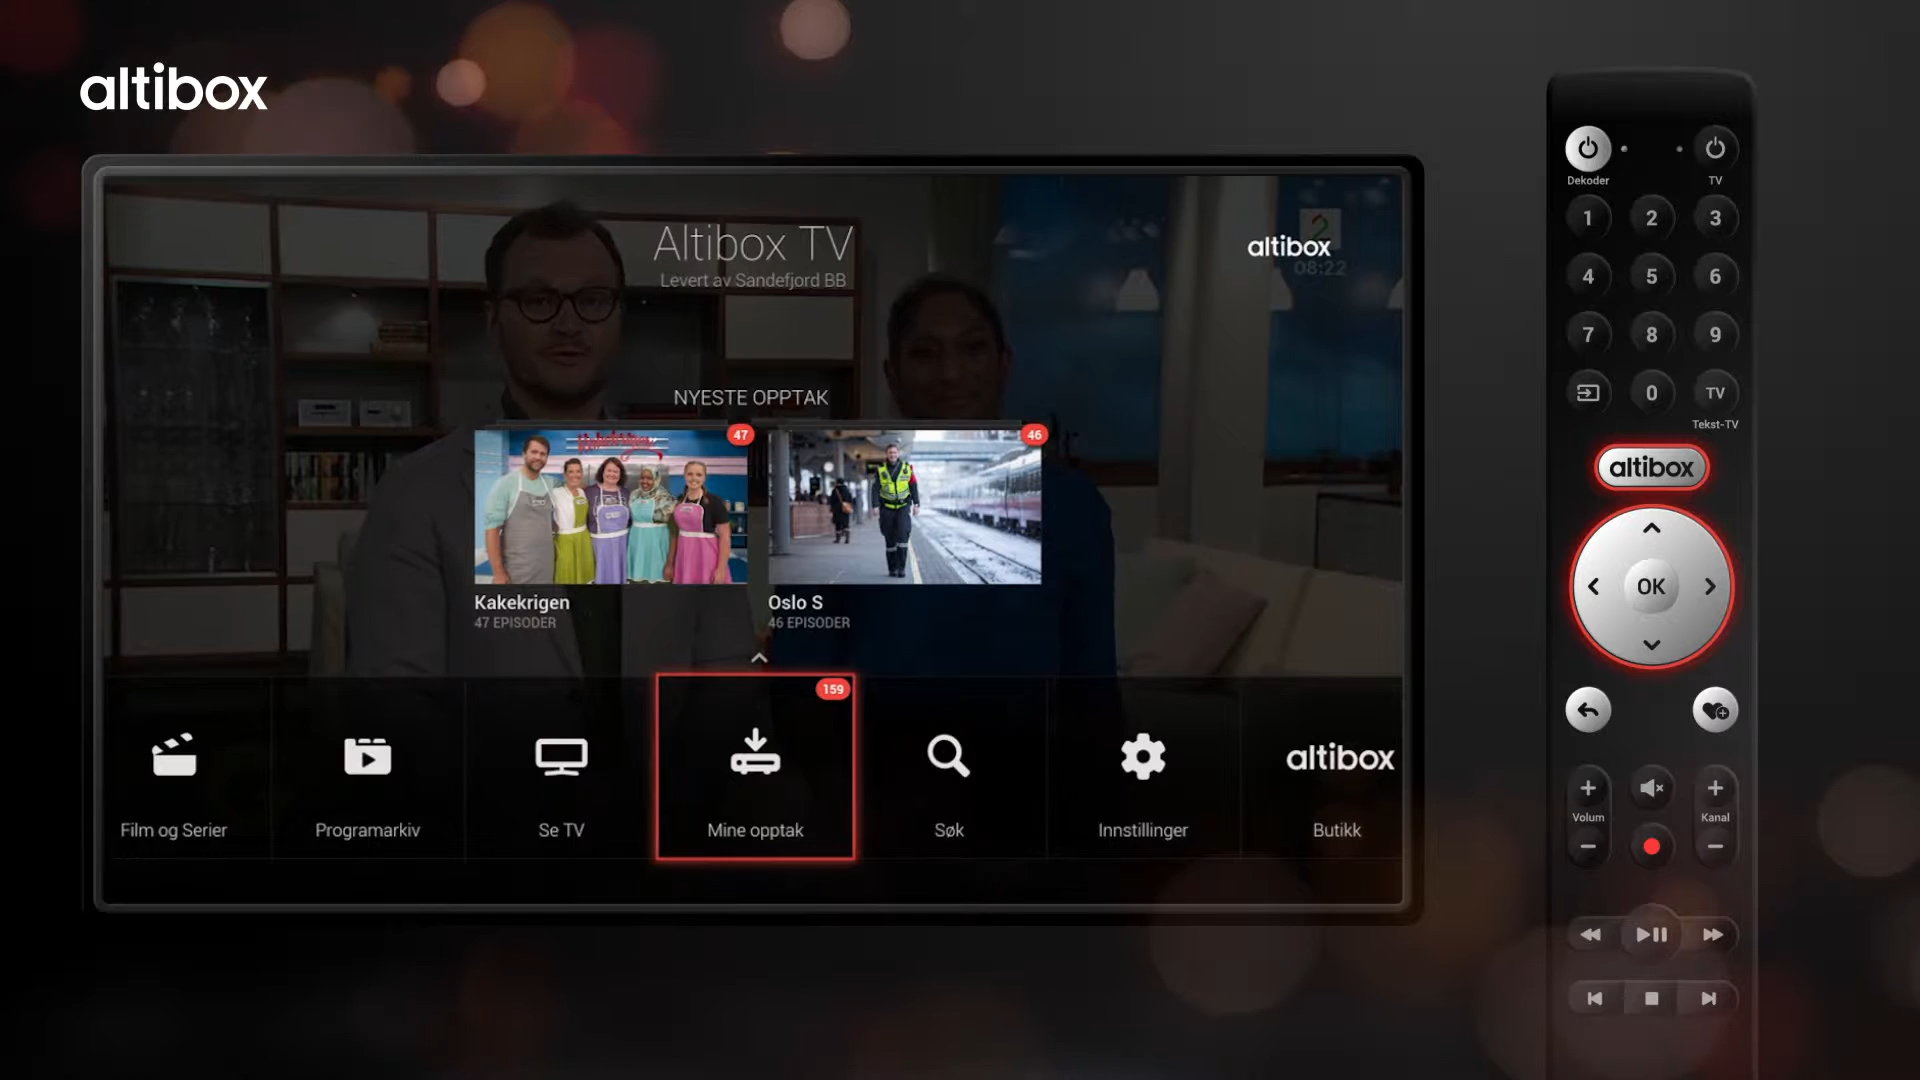 altibox
Altibox TV
Levert av Sandefjord BB
altibox
2
08:22
NYESTE OPPTAK
47
46
Kakekrigen
47 EPISODER
Oslo S
46 EPISODER
159
Film og Serier
Programarkiv
Se TV
Mine opptak
Søk
Innstillinger
altibox
Butikk
Dekoder
TV
1 2 3
4 5 6
7 8 9
0 TV
Tekst-TV
altibox
OK
Volum
Kanal